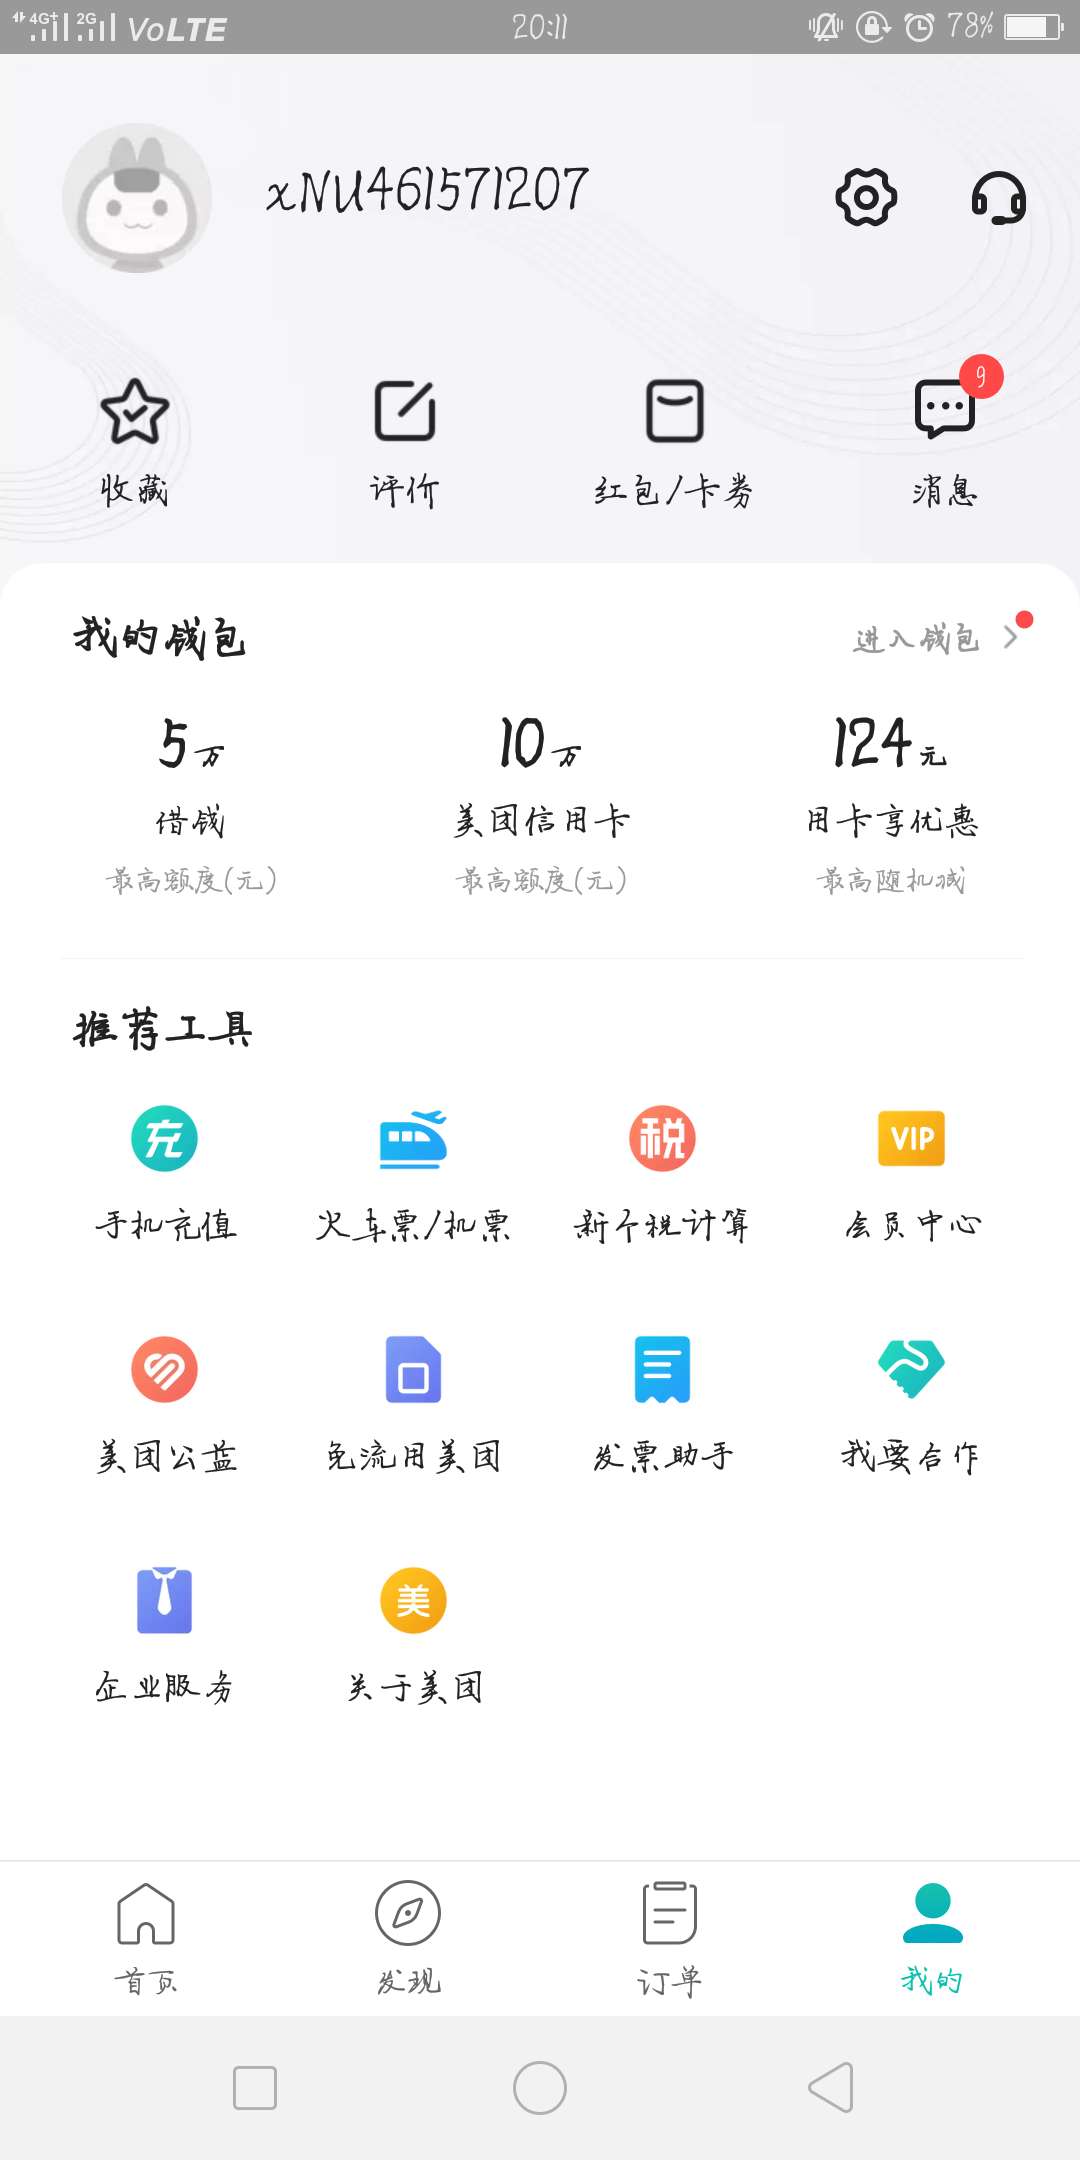 4G+ 2G VoLTE 20:11 78%
xNU461571207
9
收藏 评价 红包/卡券 消息
我的钱包 进入钱包
5万 10万 124元
借钱 美团信用卡 用卡享优惠
最高额度(元) 最高额度(元) 最高随机减
推荐工具
充 税 VIP
手机充值 火车票/机票 新个税计算 会员中心
美团公益 免流用美团 发票助手 我要合作
美
企业服务 关于美团
首页 发现 订单 我的